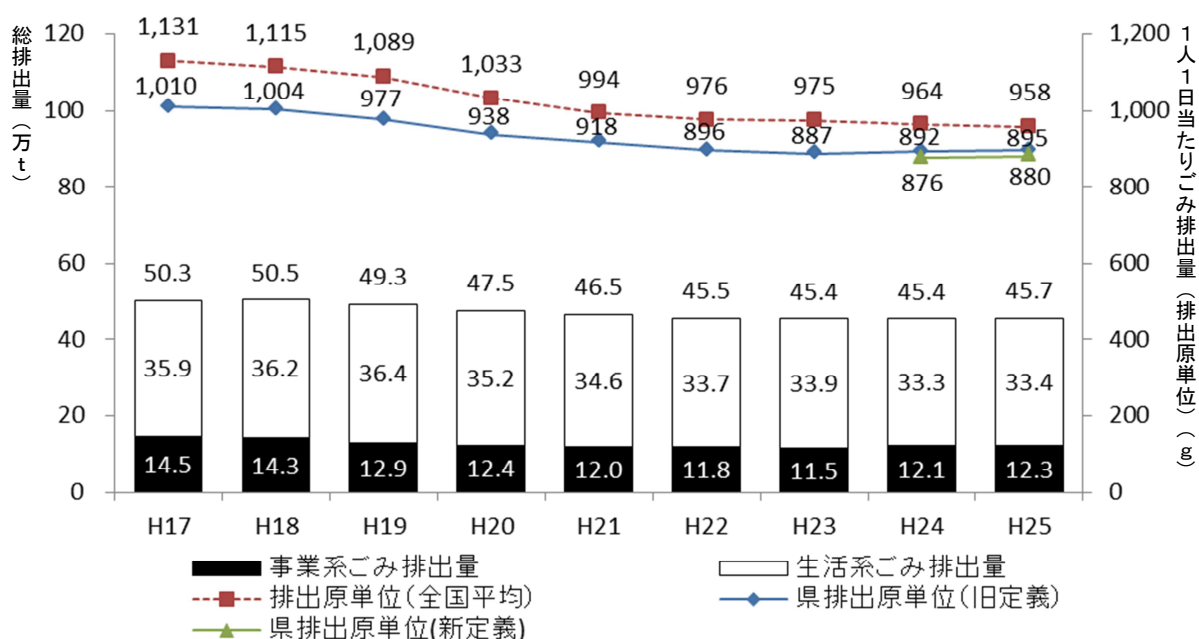 総排出量（万ｔ）
120
100
80
60
40
20
0
1,200
1,000
800
600
400
200
0
１人１日当たりごみ排出量（排出原単位）（ｇ）
1,131 1,115 1,089 1,033 994 976 975 964 958
1,010 1,004 977 938 918 896 887 892 895
876 880
50.3 50.5 49.3 47.5 46.5 45.5 45.4 45.4 45.7
35.9 36.2 36.4 35.2 34.6 33.7 33.9 33.3 33.4
14.5 14.3 12.9 12.4 12.0 11.8 11.5 12.1 12.3
H17 H18 H19 H20 H21 H22 H23 H24 H25
事業系ごみ排出量 生活系ごみ排出量
排出原単位(全国平均) 県排出原単位(旧定義)
県排出原単位(新定義)